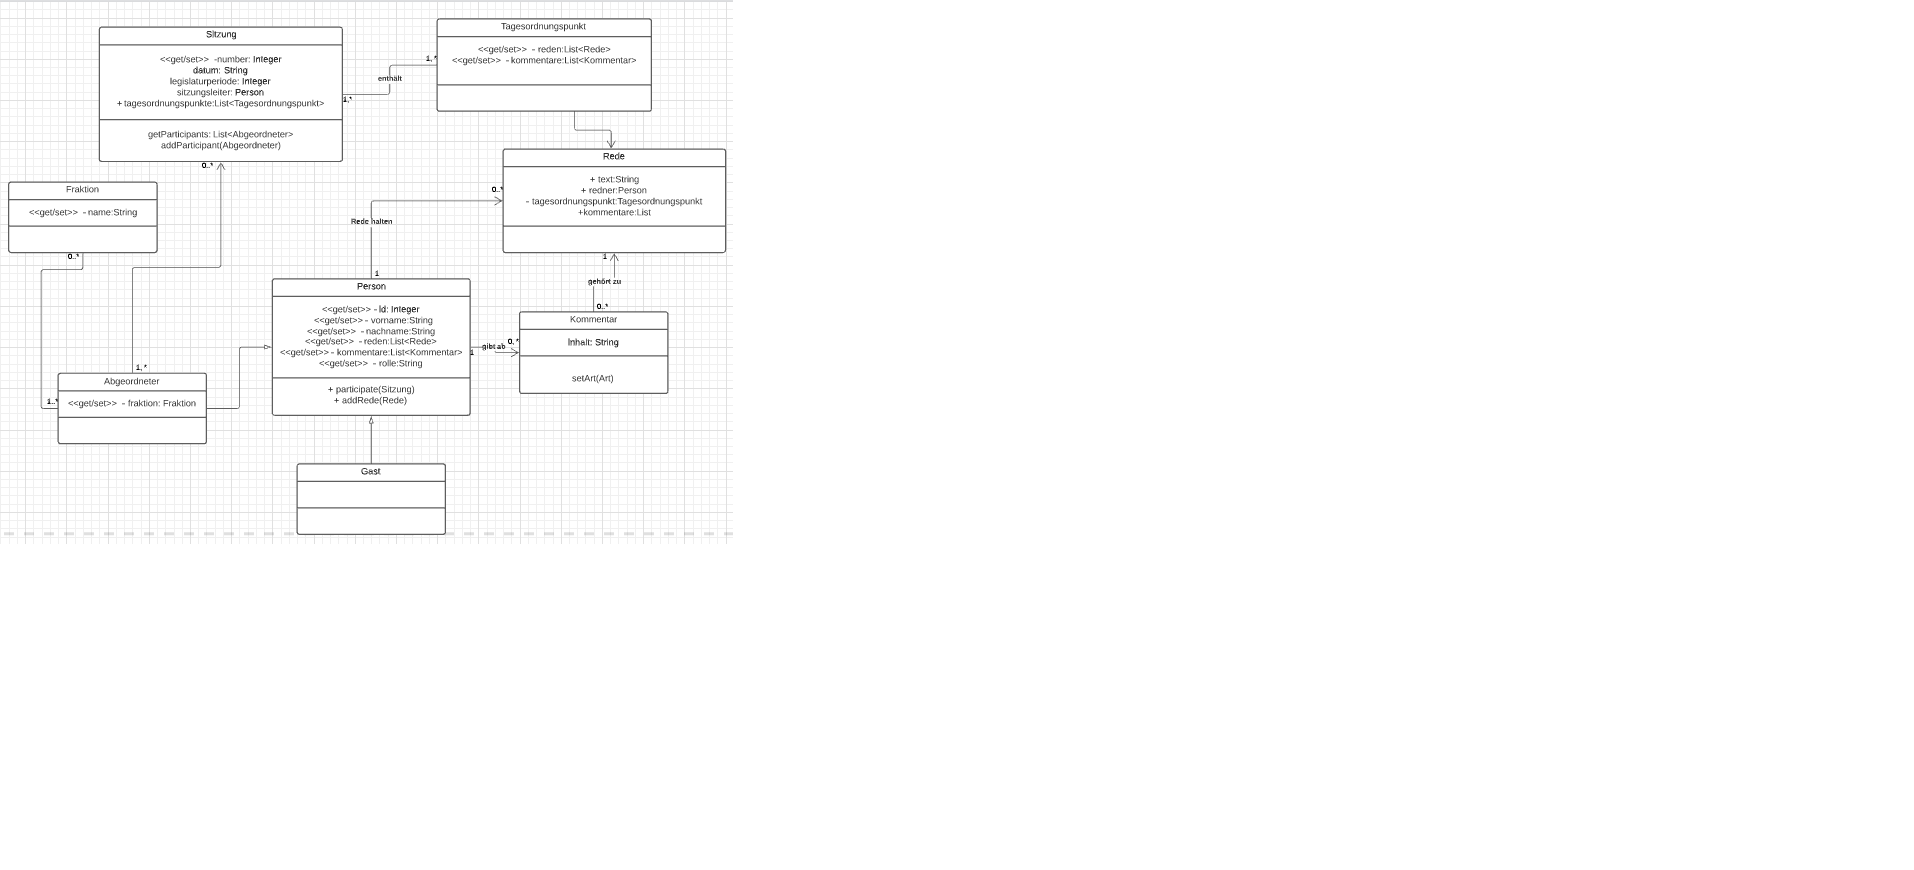 Sitzung
<<get/set>> -number: Integer
datum: String
legislaturperiode: Integer
sitzungsleiter: Person
+ tagesordnungspunkte:List<Tagesordnungspunkt>
getParticipants: List<Abgeordneter>
addParticipant(Abgeordneter)
0..*
1,*
enthält
1, *
Tagesordnungspunkt
<<get/set>> - reden:List<Rede>
<<get/set>> - kommentare:List<Kommentar>
Rede
+ text:String
+ redner:Person
- tagesordnungspunkt:Tagesordnungspunkt
+kommentare:List
0..*
Rede halten
1
1
gehört zu
0..*
Fraktion
<<get/set>> - name:String
0..*
Person
<<get/set>> - Id: Integer
<<get/set>> - vorname:String
<<get/set>> - nachname:String
<<get/set>> - reden:List<Rede>
<<get/set>> - kommentare:List<Kommentar>
<<get/set>> - rolle:String
+ participate(Sitzung)
+ addRede(Rede)
1
gibt ab
0, *
Kommentar
Inhalt: String
setArt(Art)
1, *
1..*
Abgeordneter
<<get/set>> - fraktion: Fraktion
Gast